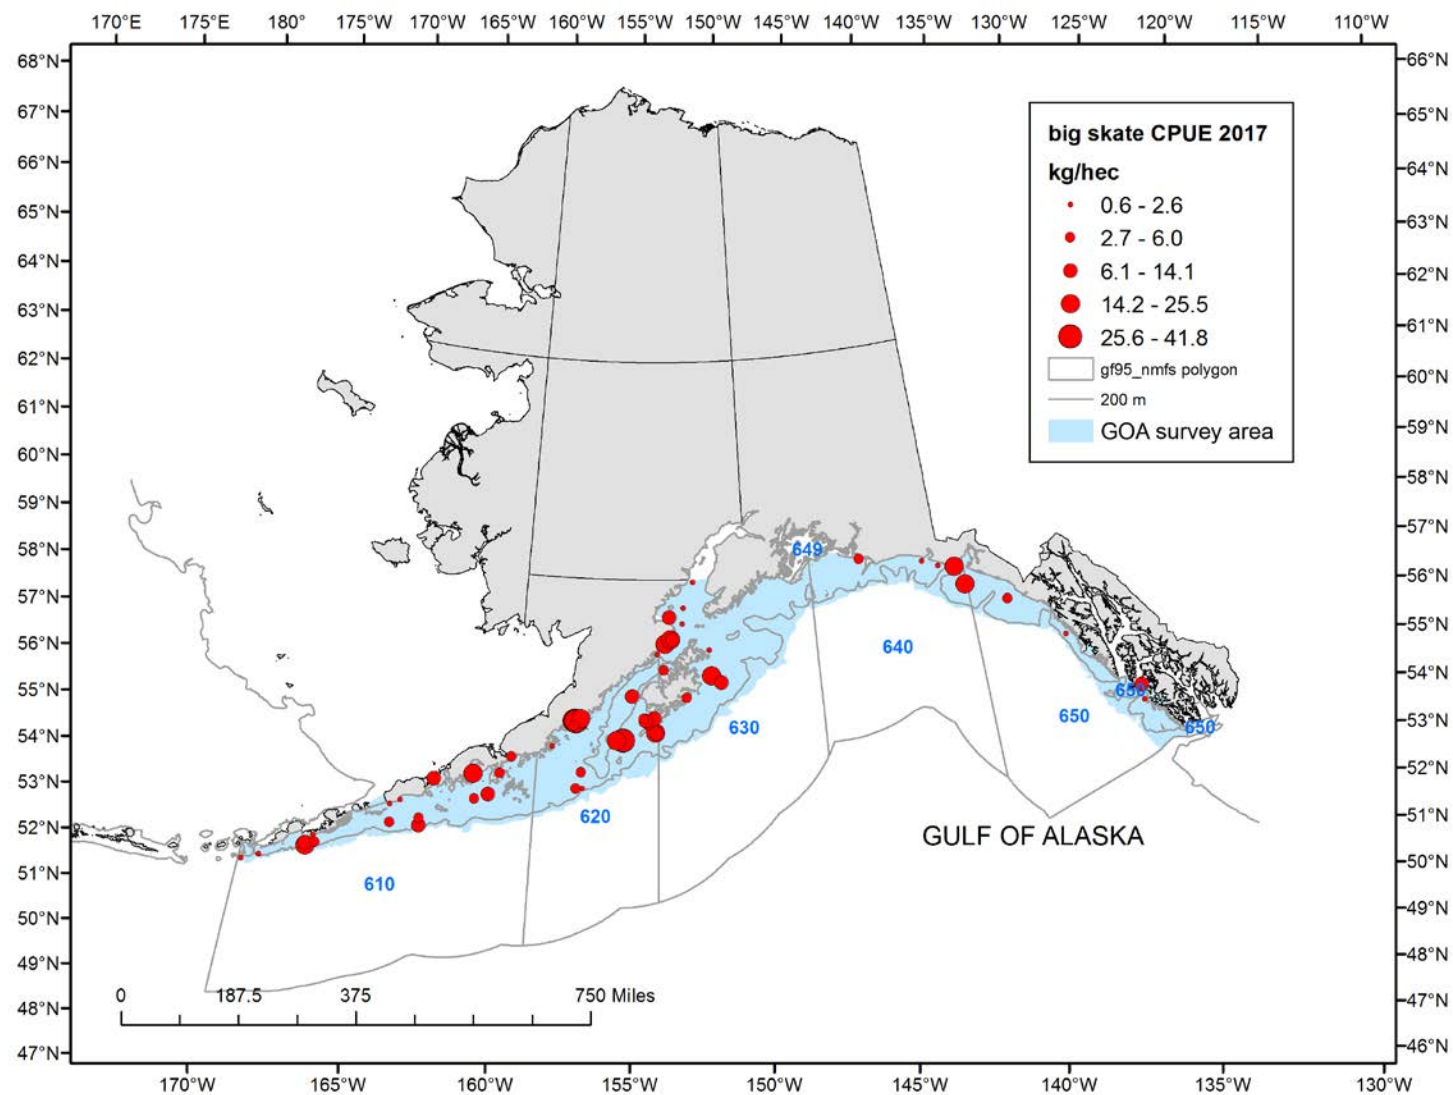 170°E 175°E 180° 175°W 170°W 165°W 160°W 155°W 150°W 145°W 140°W 135°W 130°W 125°W 120°W 115°W 110°W
68°N
67°N
66°N
65°N
64°N
63°N
62°N
61°N
60°N
59°N
58°N
57°N
56°N
55°N
54°N
53°N
52°N
51°N
50°N
49°N
48°N
47°N
big skate CPUE 2017
kg/hec
0.6 - 2.6
2.7 - 6.0
6.1 - 14.1
14.2 - 25.5
25.6 - 41.8
gf95_nmfs polygon
200 m
GOA survey area
66°N
65°N
64°N
63°N
62°N
61°N
60°N
59°N
58°N
57°N
56°N
55°N
54°N
53°N
52°N
51°N
50°N
49°N
48°N
47°N
46°N
649
640
650
650
650
630
620
610
GULF OF ALASKA
0 187.5 375 750 Miles
170°W 165°W 160°W 155°W 150°W 145°W 140°W 135°W 130°W